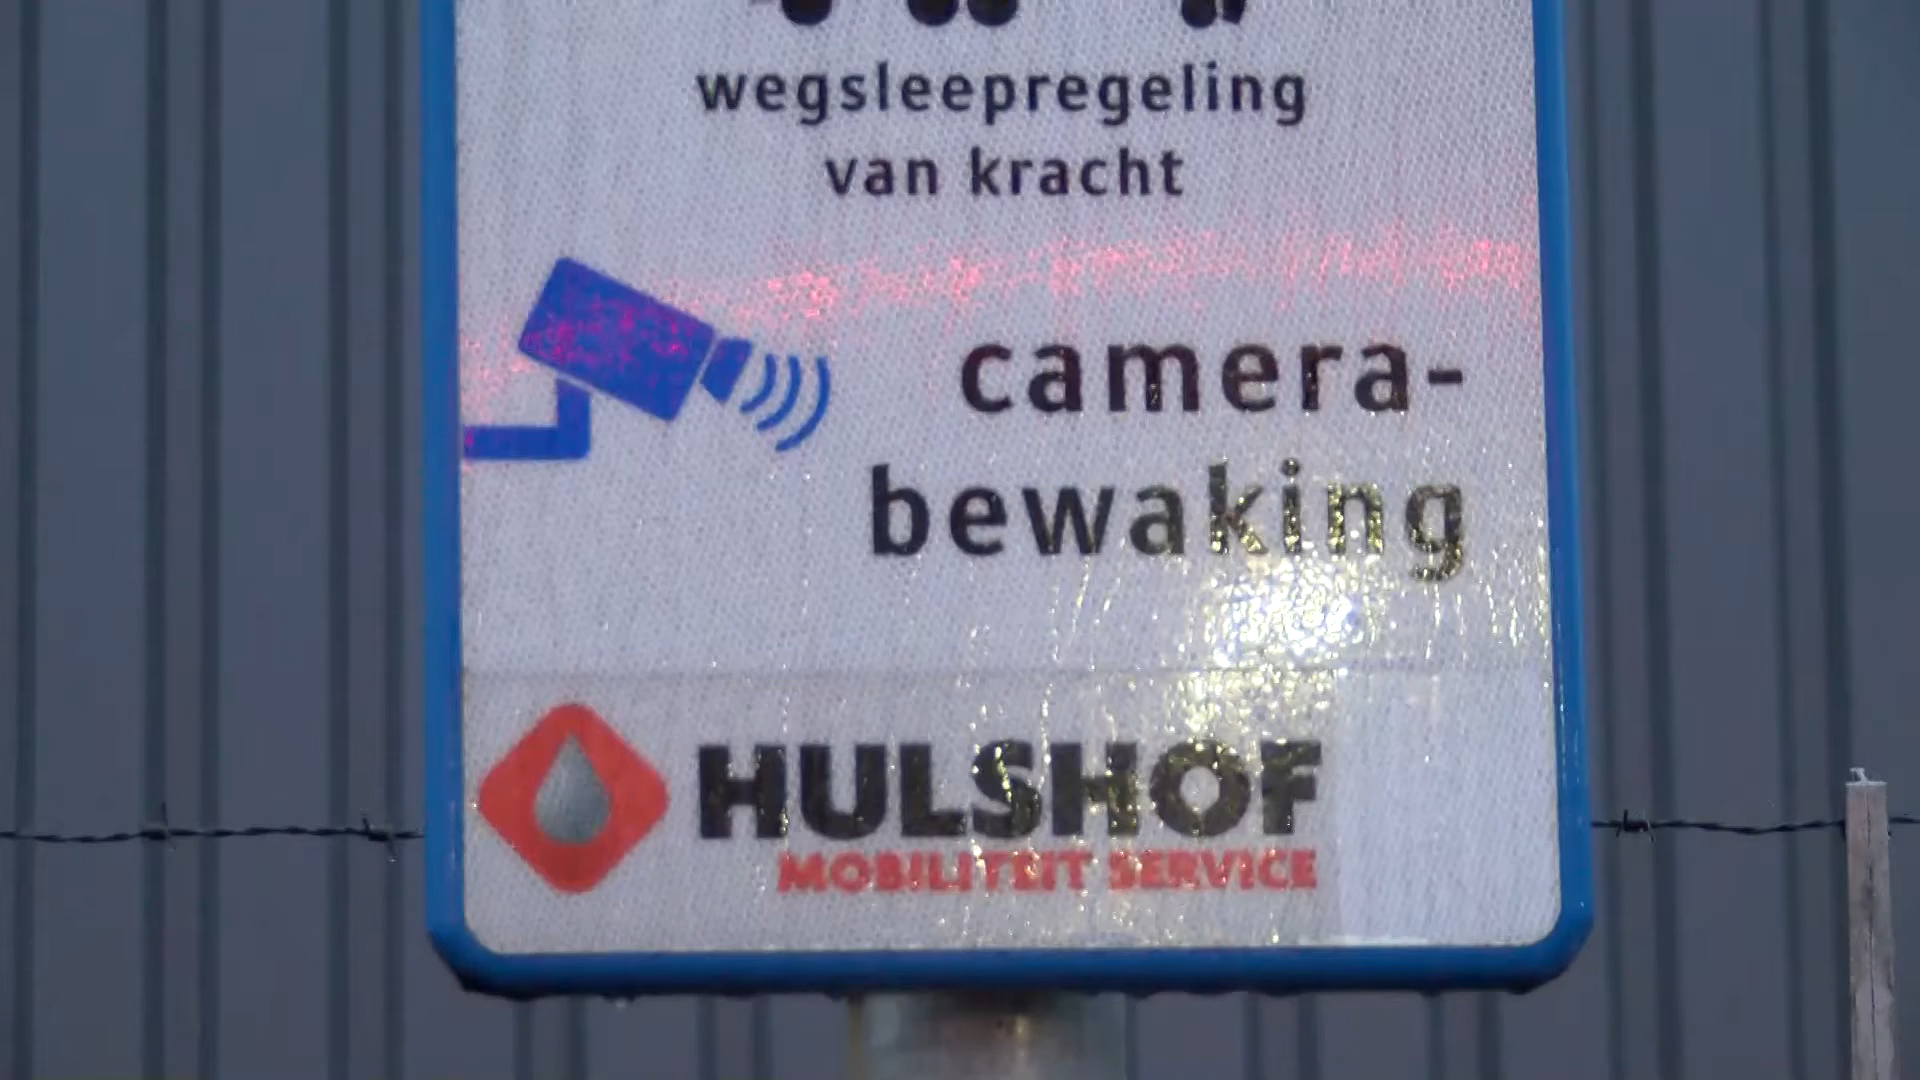 wegsleepregeling
van kracht
camera-
bewaking
HULSHOF
MOBILITEIT SERVICE